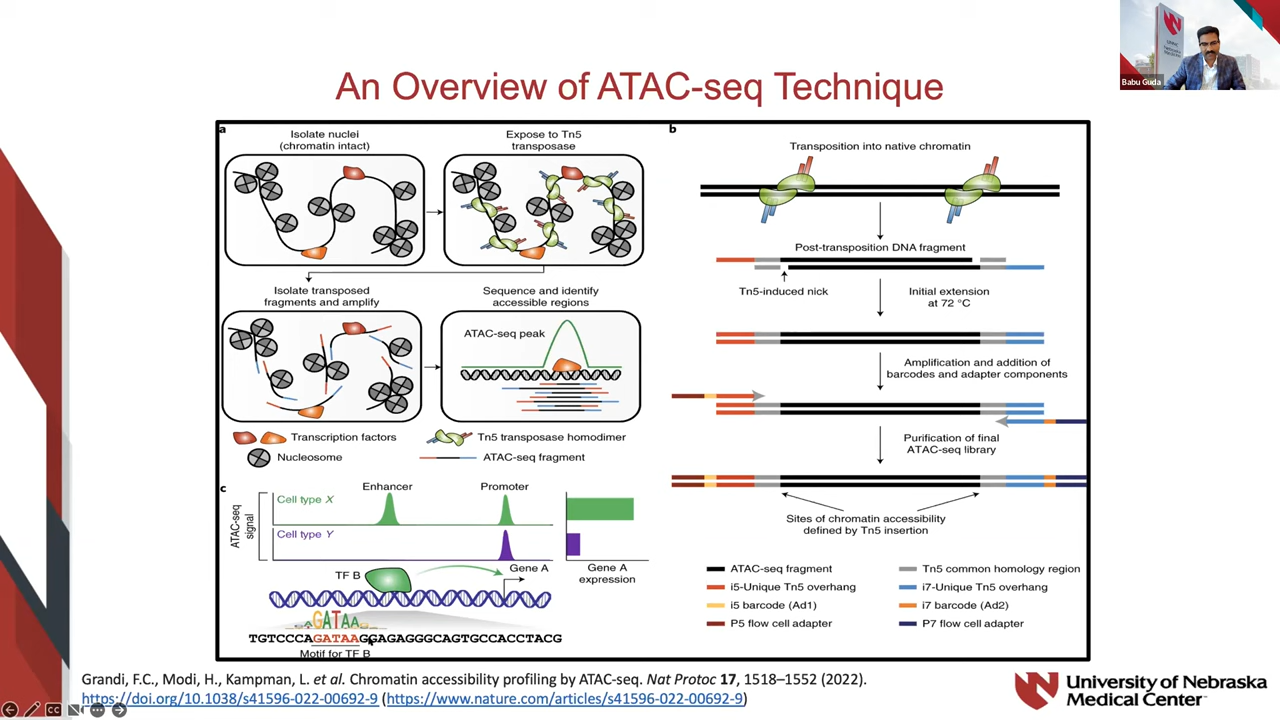 Babu Guda
An Overview of ATAC-seq Technique
a
Isolate nuclei
(chromatin intact)
Expose to Tn5
transposase
Isolate transposed
fragments and amplify
Sequence and identify
accessible regions
ATAC-seq peak
Transcription factors
Tn5 transposase homodimer
Nucleosome
ATAC-seq fragment
b
Transposition into native chromatin
Post-transposition DNA fragment
Tn5-induced nick
Initial extension
at 72 °C
Amplification and addition of
barcodes and adapter components
Purification of final
ATAC-seq library
Sites of chromatin accessibility
defined by Tn5 insertion
ATAC-seq fragment
Tn5 common homology region
i5-Unique Tn5 overhang
i7-Unique Tn5 overhang
i5 barcode (Ad1)
i7 barcode (Ad2)
P5 flow cell adapter
P7 flow cell adapter
c
Enhancer
Promoter
ATAC-seq
signal
Cell type X
Cell type Y
Gene A
Gene A
expression
TF B
GATAA
TGTCCCAGATAAGGAGAGGGCAGTGCCACCTACG
Motif for TF B
Grandi, F.C., Modi, H., Kampman, L. et al. Chromatin accessibility profiling by ATAC-seq. Nat Protoc 17, 1518–1552 (2022).
https://doi.org/10.1038/s41596-022-00692-9 (https://www.nature.com/articles/s41596-022-00692-9)
University of Nebraska
Medical Center